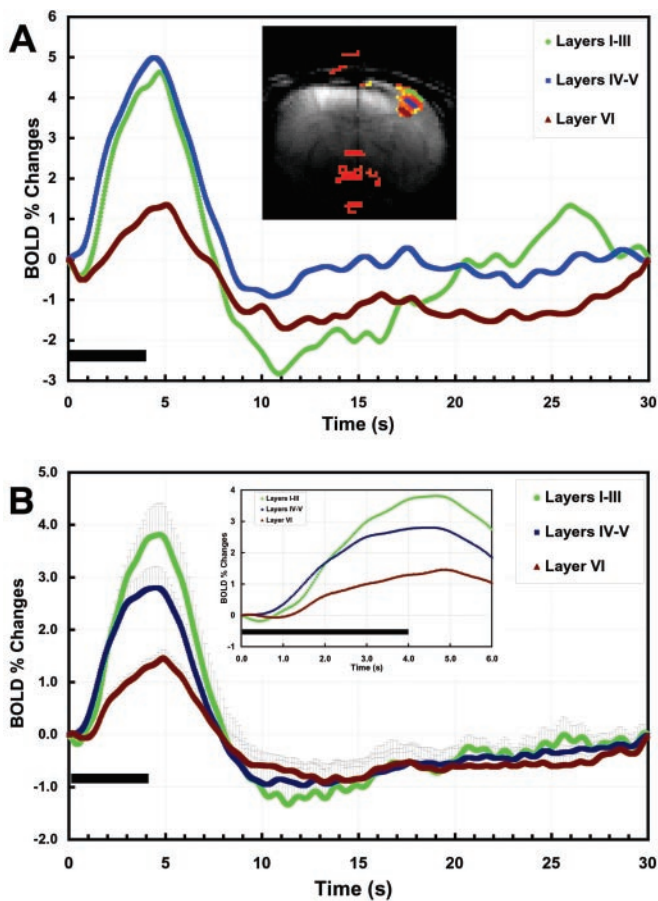 A
BOLD % Changes
6
5
4
3
2
1
0
-1
-2
-3
Layers I-III
Layers IV-V
Layer VI
0 5 10 15 20 25 30
Time (s)
B
BOLD % Changes
5.0
4.0
3.0
2.0
1.0
0.0
-1.0
-2.0
Layers I-III
Layers IV-V
Layer VI
BOLD % Changes
4
3
2
1
0
-1
Layers I-III
Layers IV-V
Layer VI
0.0 1.0 2.0 3.0 4.0 5.0 6.0
Time (s)
0 5 10 15 20 25 30
Time (s)